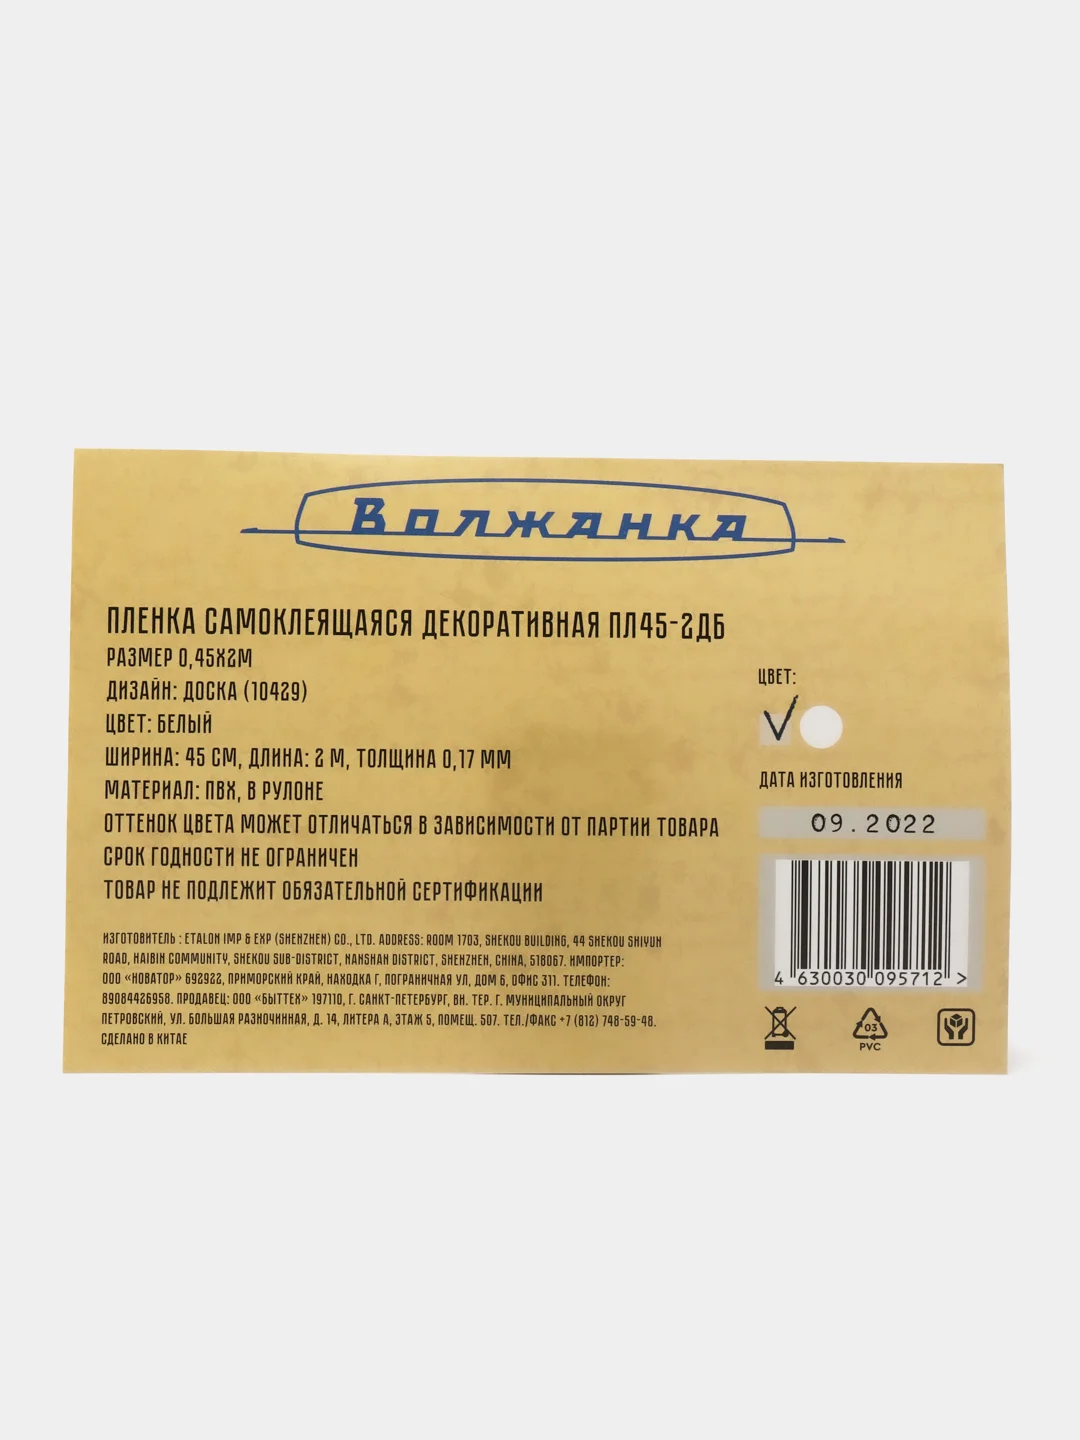 Волжанка
ПЛЕНКА САМОКЛЕЯЩАЯСЯ ДЕКОРАТИВНАЯ ПЛ45-2ДБ
РАЗМЕР 0,45Х2М
ДИЗАЙН: ДОСКА (10429)
ЦВЕТ: БЕЛЫЙ
ШИРИНА: 45 СМ, ДЛИНА: 2 М, ТОЛЩИНА 0,17 ММ
МАТЕРИАЛ: ПВХ, В РУЛОНЕ
ОТТЕНОК ЦВЕТА МОЖЕТ ОТЛИЧАТЬСЯ В ЗАВИСИМОСТИ ОТ ПАРТИИ ТОВАРА
СРОК ГОДНОСТИ НЕ ОГРАНИЧЕН
ТОВАР НЕ ПОДЛЕЖИТ ОБЯЗАТЕЛЬНОЙ СЕРТИФИКАЦИИ
ИЗГОТОВИТЕЛЬ : ETALON IMP & EXP (SHENZHEN) CO., LTD. ADDRESS: ROOM 1703, SHEKOU BUILDING, 44 SHEKOU SHIYUN
ROAD, HAIBIN COMMUNITY, SHEKOU SUB-DISTRICT, NANSHAN DISTRICT, SHENZHEN, CHINA, 518067. ИМПОРТЕР:
ООО «НОВАТОР» 692922, ПРИМОРСКИЙ КРАЙ, НАХОДКА Г, ПОГРАНИЧНАЯ УЛ, ДОМ 6, ОФИС 311. ТЕЛЕФОН:
89084426958. ПРОДАВЕЦ: ООО «БЫТТЕХ» 197110, Г. САНКТ-ПЕТЕРБУРГ, ВН. ТЕР. Г. МУНИЦИПАЛЬНЫЙ ОКРУГ
ПЕТРОВСКИЙ, УЛ. БОЛЬШАЯ РАЗНОЧИННАЯ, Д. 14, ЛИТЕРА А, ЭТАЖ 5, ПОМЕЩ. 507. ТЕЛ./ФАКС +7 (812) 748-59-48.
СДЕЛАНО В КИТАЕ
ЦВЕТ:
ДАТА ИЗГОТОВЛЕНИЯ
09.2022
4 630030 095712 >
03
PVC